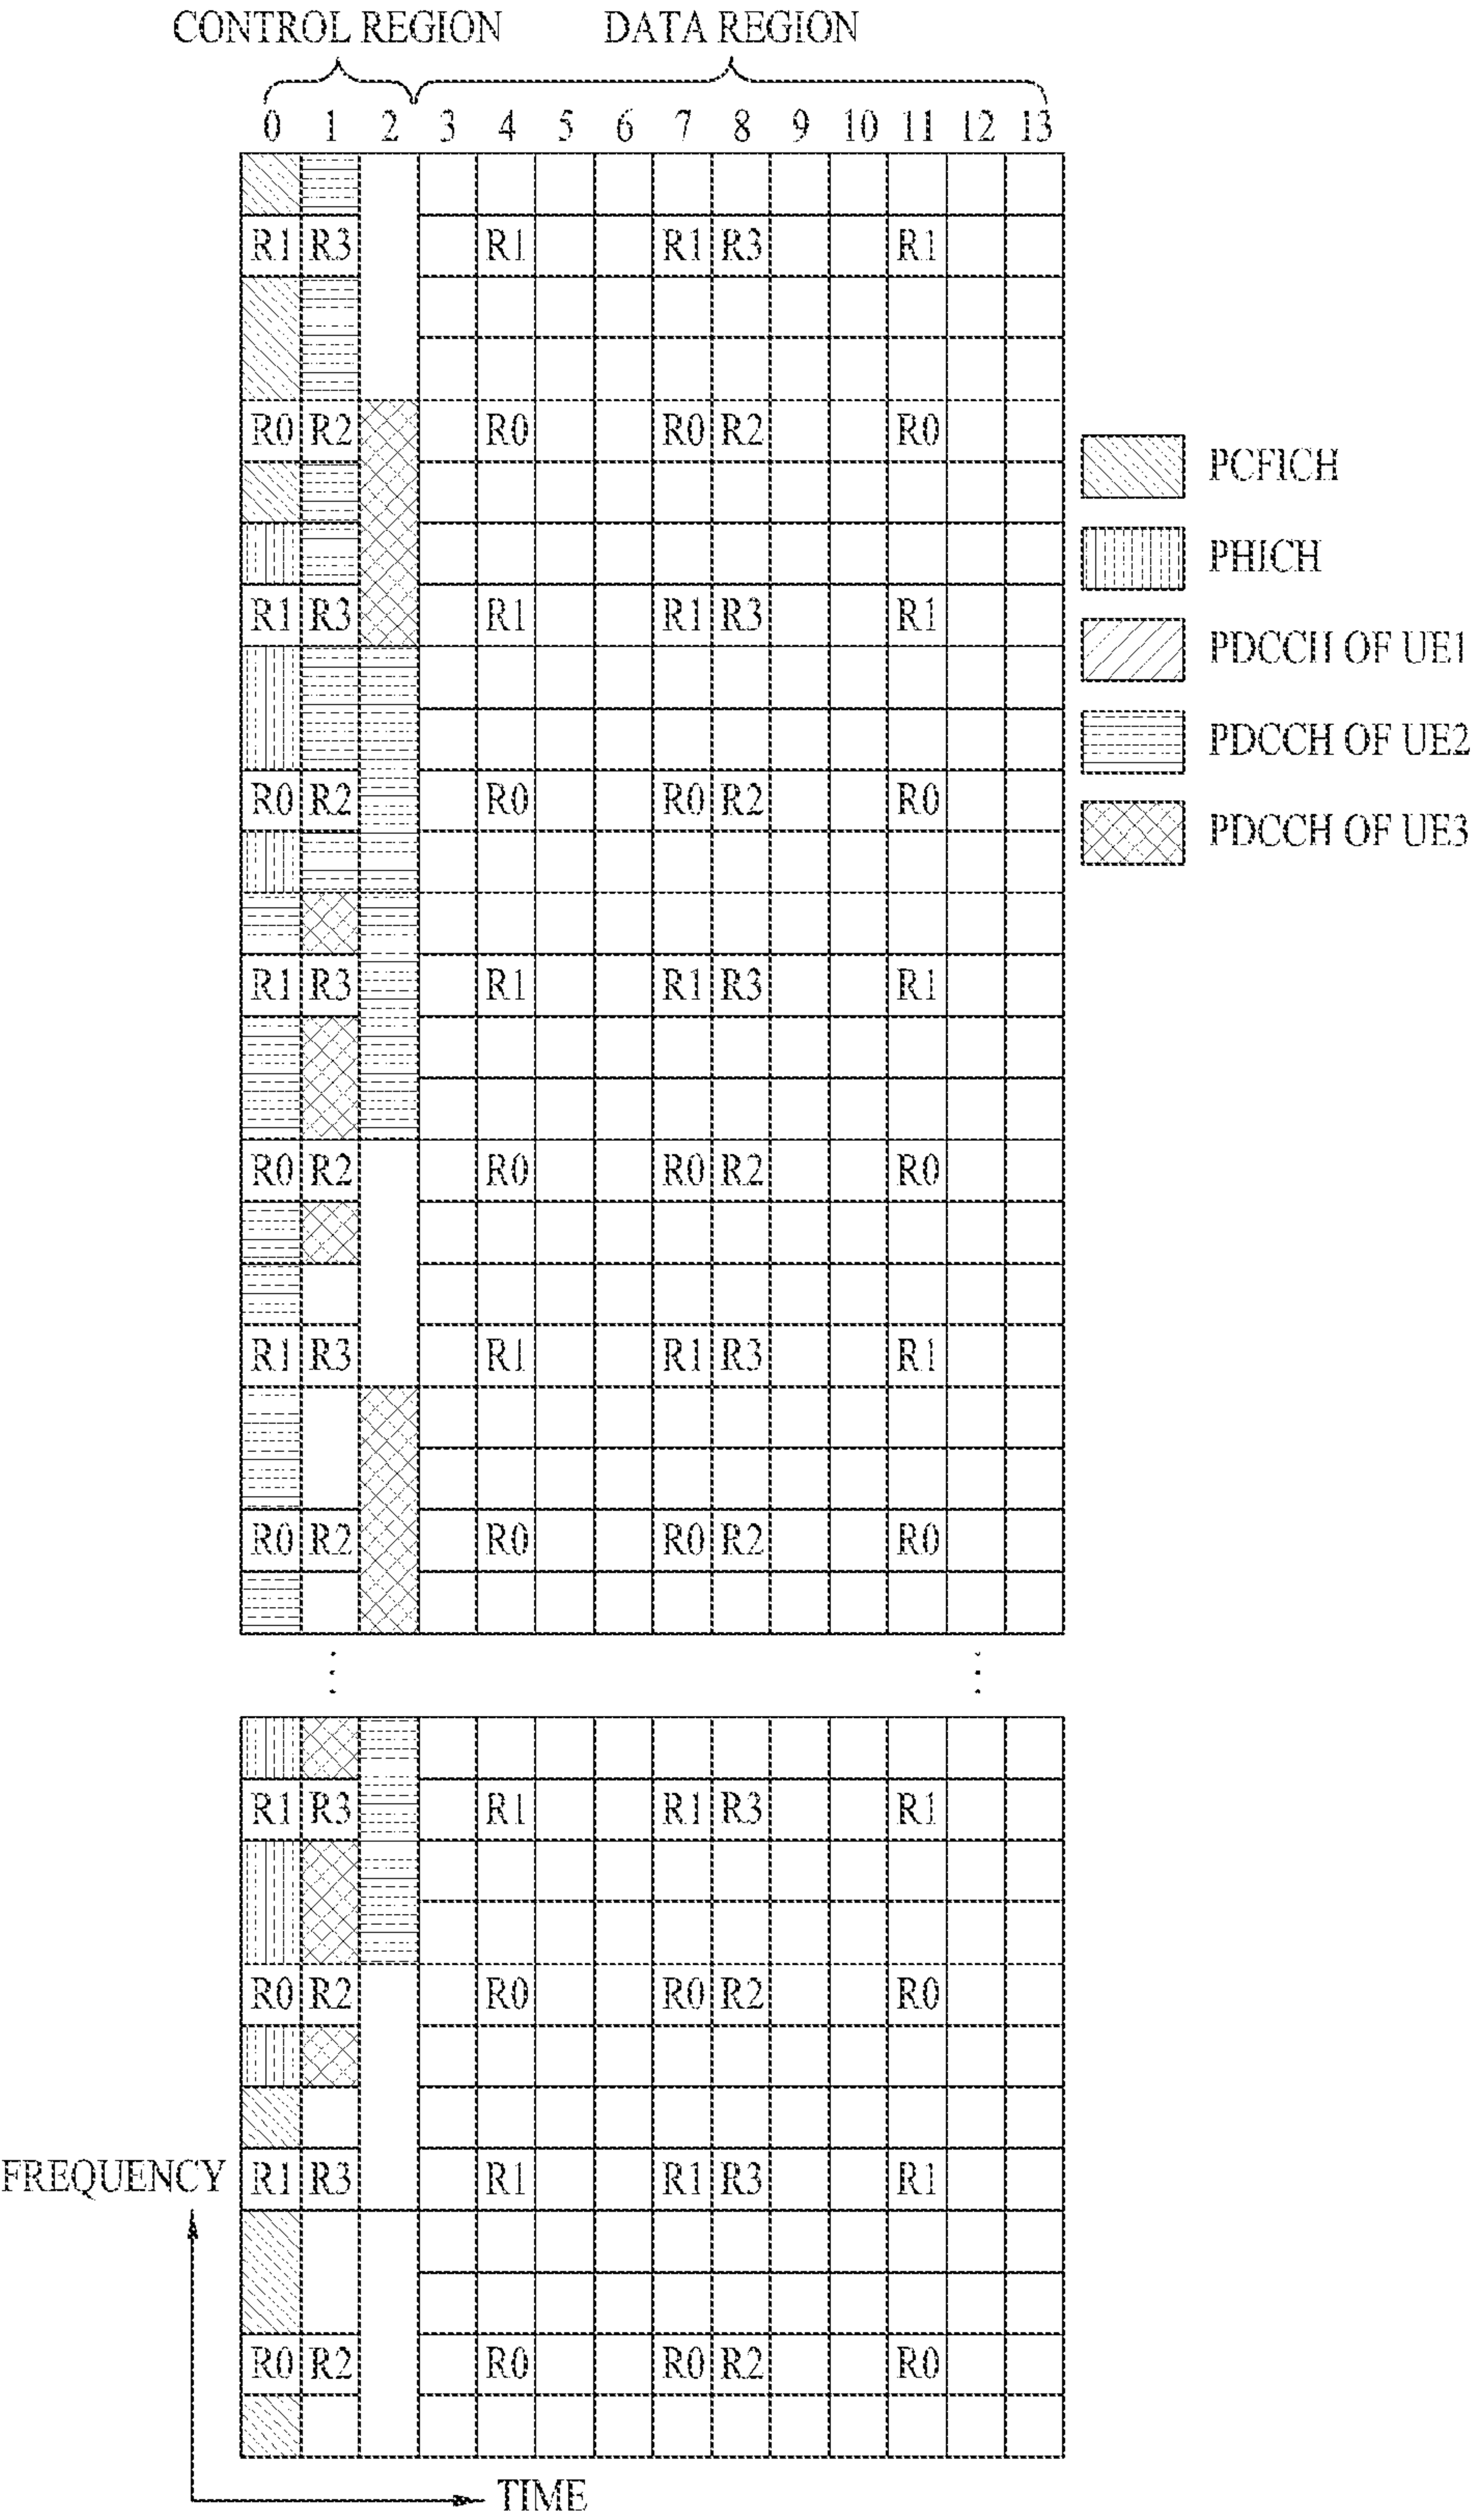 CONTROL REGION DATA REGION
0 1 2 3 4 5 6 7 8 9 10 11 12 13
R1 R3 R1 R1 R3 R1
R0 R2 R0 R0 R2 R0
PCFICH
PHICH
R1 R3 R1 R1 R3 R1
PDCCH OF UE1
PDCCH OF UE2
R0 R2 R0 R0 R2 R0
PDCCH OF UE3
R1 R3 R1 R1 R3 R1
R0 R2 R0 R0 R2 R0
R1 R3 R1 R1 R3 R1
R0 R2 R0 R0 R2 R0
R1 R3 R1 R1 R3 R1
R0 R2 R0 R0 R2 R0
FREQUENCY R1 R3 R1 R1 R3 R1
R0 R2 R0 R0 R2 R0
TIME